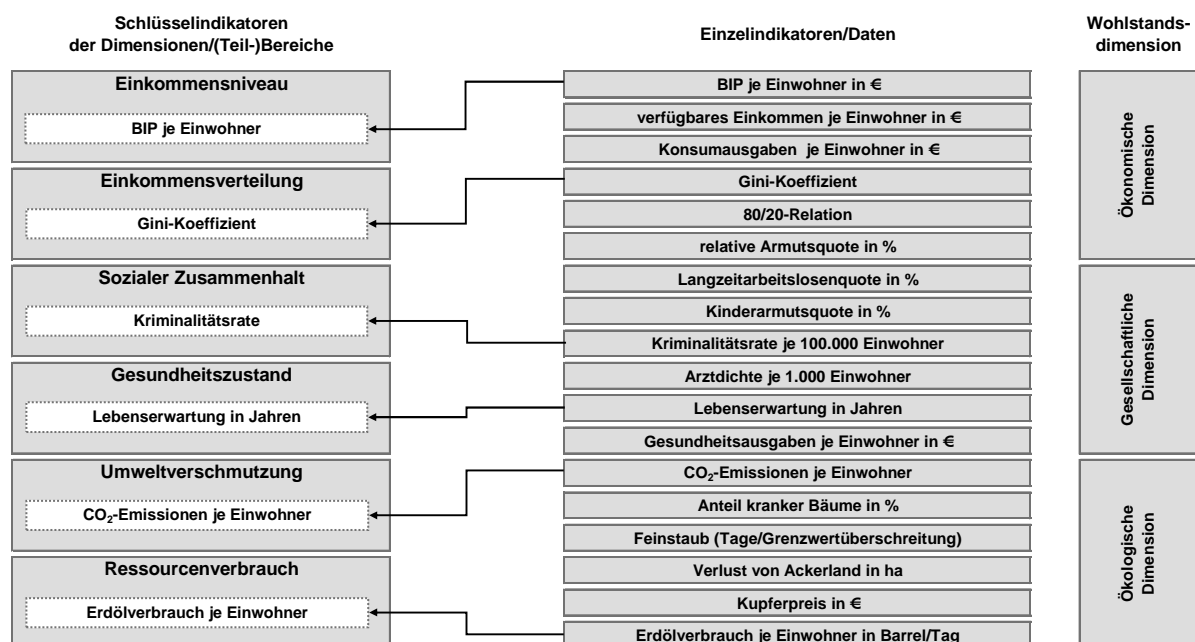 Schlüsselindikatoren
der Dimensionen/(Teil-)Bereiche
Einzelindikatoren/Daten
Wohlstands-
dimension
Einkommensniveau
BIP je Einwohner
Einkommensverteilung
Gini-Koeffizient
Sozialer Zusammenhalt
Kriminalitätsrate
Gesundheitszustand
Lebenserwartung in Jahren
Umweltverschmutzung
CO₂-Emissionen je Einwohner
Ressourcenverbrauch
Erdölverbrauch je Einwohner
BIP je Einwohner in €
verfügbares Einkommen je Einwohner in €
Konsumausgaben je Einwohner in €
Gini-Koeffizient
80/20-Relation
relative Armutsquote in %
Langzeitarbeitslosenquote in %
Kinderarmutsquote in %
Kriminalitätsrate je 100.000 Einwohner
Arztdichte je 1.000 Einwohner
Lebenserwartung in Jahren
Gesundheitsausgaben je Einwohner in €
CO₂-Emissionen je Einwohner
Anteil kranker Bäume in %
Feinstaub (Tage/Grenzwertüberschreitung)
Verlust von Ackerland in ha
Kupferpreis in €
Erdölverbrauch je Einwohner in Barrel/Tag
Ökonomische
Dimension
Gesellschaftliche
Dimension
Ökologische
Dimension